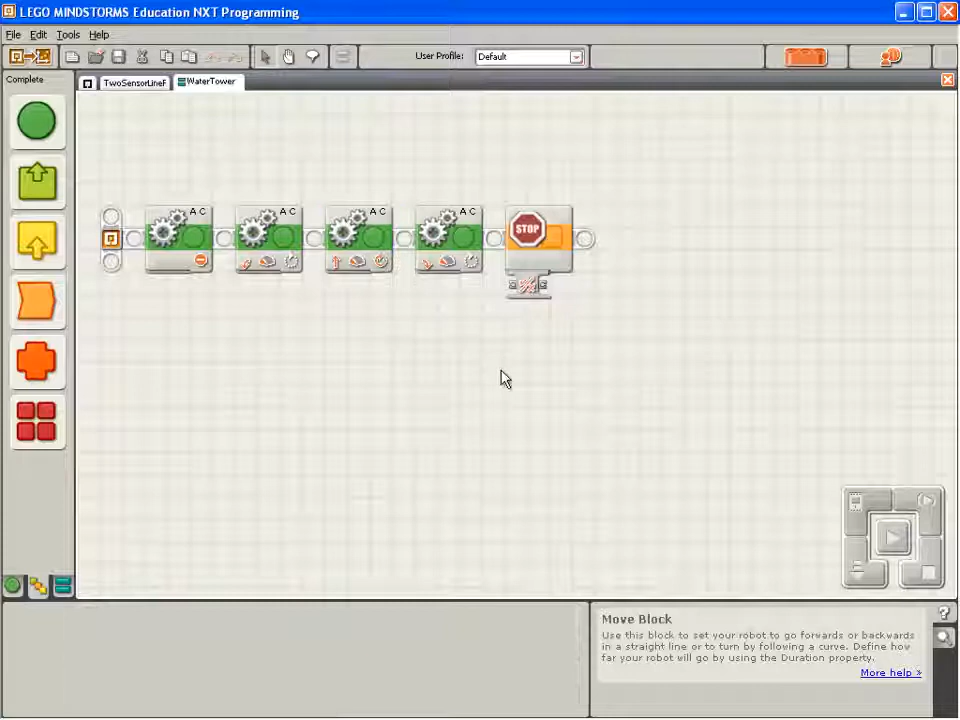 LEGO MINDSTORMS Education NXT Programming
File Edit Tools Help
User Profile: Default
Complete
TwoSensorLineF
WaterTower
A C
A C
A C
A C
STOP
Move Block
Use this block to set your robot to go forwards or backwards
in a straight line or to turn by following a curve. Define how
far your robot will go by using the Duration property.
More help »